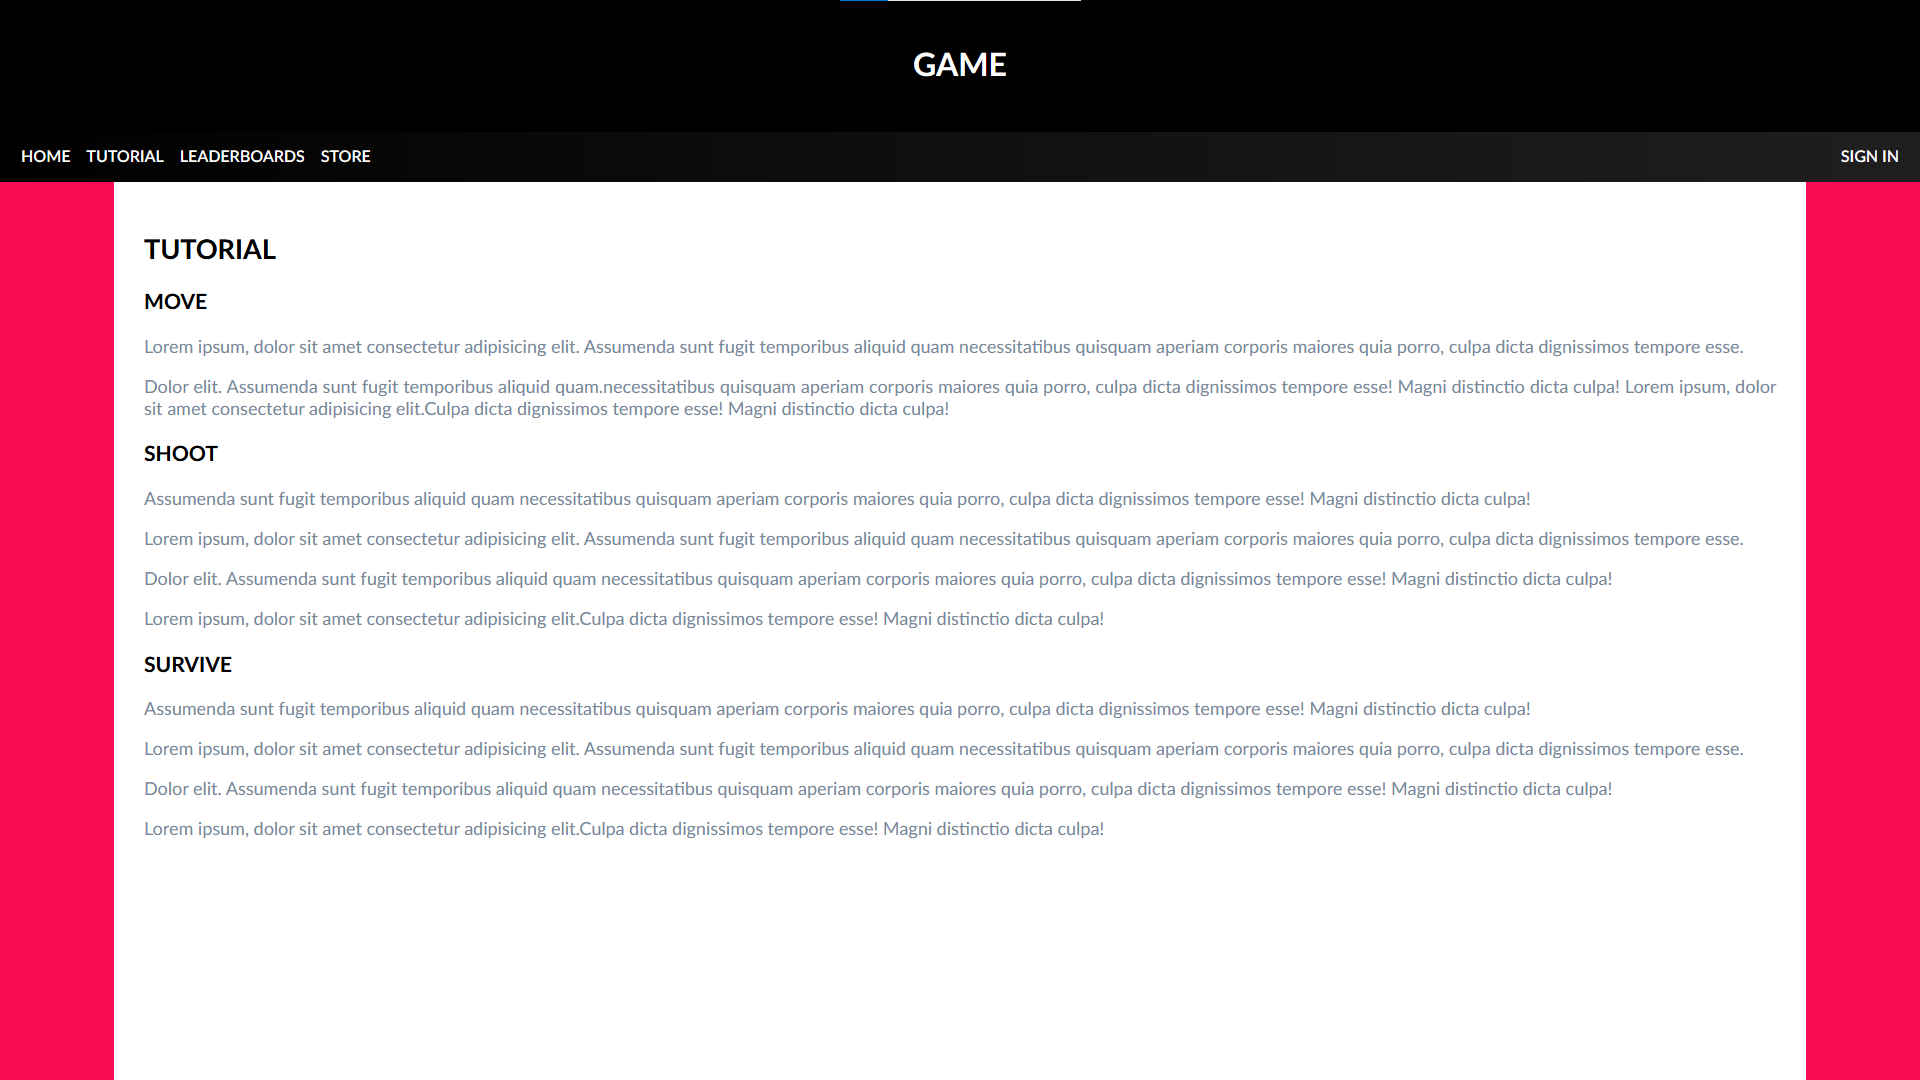 GAME
HOME TUTORIAL LEADERBOARDS STORE SIGN IN
TUTORIAL
MOVE
Lorem ipsum, dolor sit amet consectetur adipisicing elit. Assumenda sunt fugit temporibus aliquid quam necessitatibus quisquam aperiam corporis maiores quia porro, culpa dicta dignissimos tempore esse.
Dolor elit. Assumenda sunt fugit temporibus aliquid quam.necessitatibus quisquam aperiam corporis maiores quia porro, culpa dicta dignissimos tempore esse! Magni distinctio dicta culpa! Lorem ipsum, dolor
sit amet consectetur adipisicing elit.Culpa dicta dignissimos tempore esse! Magni distinctio dicta culpa!
SHOOT
Assumenda sunt fugit temporibus aliquid quam necessitatibus quisquam aperiam corporis maiores quia porro, culpa dicta dignissimos tempore esse! Magni distinctio dicta culpa!
Lorem ipsum, dolor sit amet consectetur adipisicing elit. Assumenda sunt fugit temporibus aliquid quam necessitatibus quisquam aperiam corporis maiores quia porro, culpa dicta dignissimos tempore esse.
Dolor elit. Assumenda sunt fugit temporibus aliquid quam necessitatibus quisquam aperiam corporis maiores quia porro, culpa dicta dignissimos tempore esse! Magni distinctio dicta culpa!
Lorem ipsum, dolor sit amet consectetur adipisicing elit.Culpa dicta dignissimos tempore esse! Magni distinctio dicta culpa!
SURVIVE
Assumenda sunt fugit temporibus aliquid quam necessitatibus quisquam aperiam corporis maiores quia porro, culpa dicta dignissimos tempore esse! Magni distinctio dicta culpa!
Lorem ipsum, dolor sit amet consectetur adipisicing elit. Assumenda sunt fugit temporibus aliquid quam necessitatibus quisquam aperiam corporis maiores quia porro, culpa dicta dignissimos tempore esse.
Dolor elit. Assumenda sunt fugit temporibus aliquid quam necessitatibus quisquam aperiam corporis maiores quia porro, culpa dicta dignissimos tempore esse! Magni distinctio dicta culpa!
Lorem ipsum, dolor sit amet consectetur adipisicing elit.Culpa dicta dignissimos tempore esse! Magni distinctio dicta culpa!